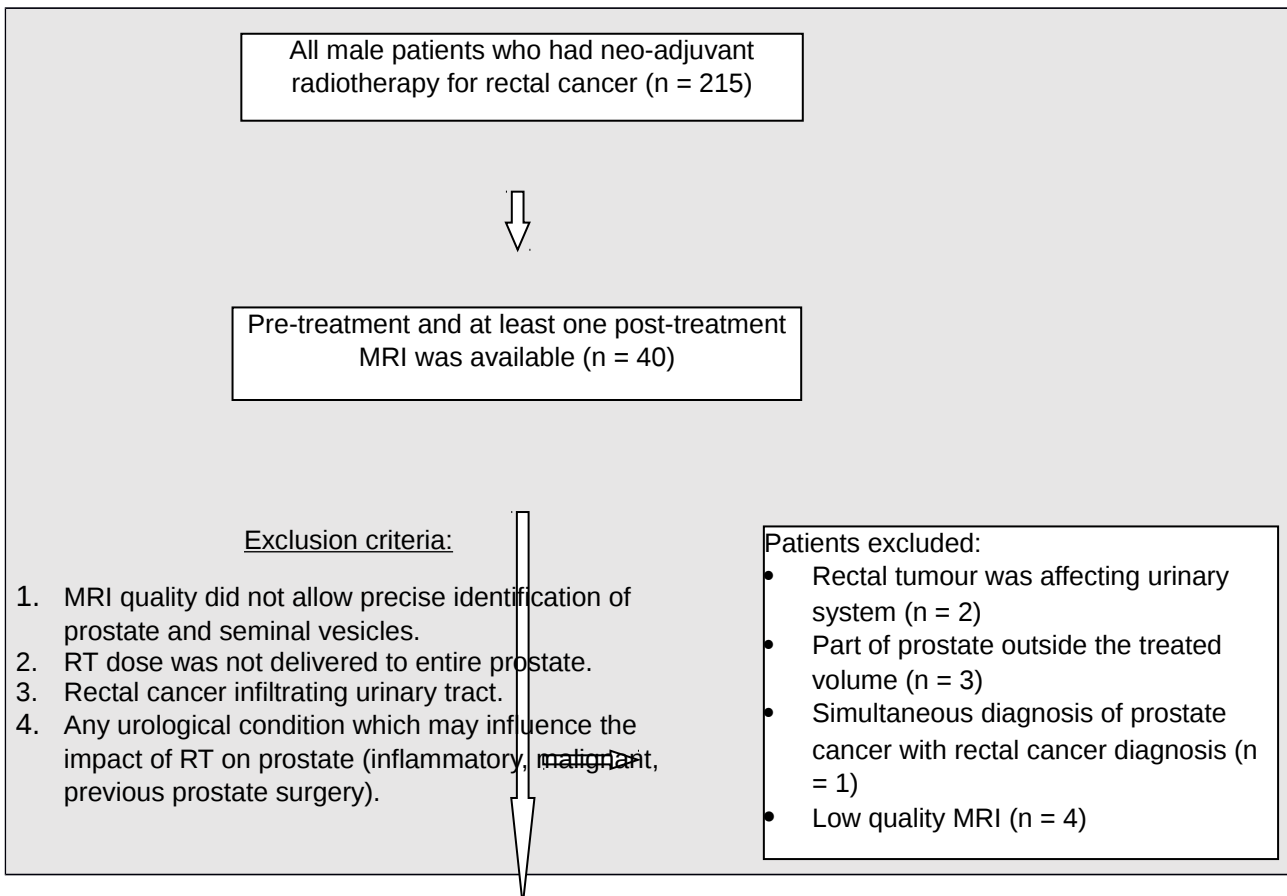 All male patients who had neo-adjuvant
radiotherapy for rectal cancer (n = 215)
Pre-treatment and at least one post-treatment
MRI was available (n = 40)
Exclusion criteria:
1. MRI quality did not allow precise identification of
prostate and seminal vesicles.
2. RT dose was not delivered to entire prostate.
3. Rectal cancer infiltrating urinary tract.
4. Any urological condition which may influence the
impact of RT on prostate (inflammatory, malignant,
previous prostate surgery).
Patients excluded:
• Rectal tumour was affecting urinary
system (n = 2)
• Part of prostate outside the treated
volume (n = 3)
• Simultaneous diagnosis of prostate
cancer with rectal cancer diagnosis (n
= 1)
• Low quality MRI (n = 4)